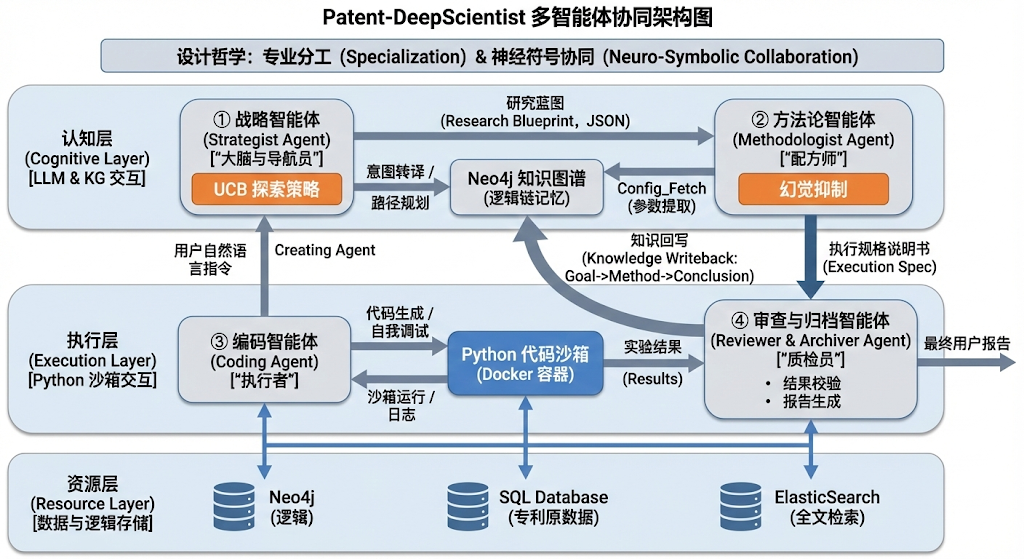 Patent-DeepScientist 多智能体协同架构图
设计哲学：专业分工（Specialization）& 神经符号协同（Neuro-Symbolic Collaboration）
认知层
(Cognitive Layer)
[LLM & KG 交互]
① 战略智能体
(Strategist Agent)
["大脑与导航员"]
UCB 探索策略
研究蓝图
(Research Blueprint，JSON)
意图转译 /
路径规划
Neo4j 知识图谱
(逻辑链记忆)
Config_Fetch
(参数提取)
② 方法论智能体
(Methodologist Agent)
["配方师"]
幻觉抑制
用户自然语
言指令
Creating Agent
知识回写
(Knowledge Writeback:
Goal->Method->Conclusion)
执行规格说明书
(Execution Spec)
执行层
(Execution Layer)
[Python 沙箱交互]
③ 编码智能体
(Coding Agent)
["执行者"]
代码生成 /
自我调试
沙箱运行 /
日志
Python 代码沙箱
(Docker 容器)
实验结果
(Results)
④ 审查与归档智能体
(Reviewer & Archiver Agent)
["质检员"]
• 结果校验
• 报告生成
最终用户报告
资源层
(Resource Layer)
[数据与逻辑存储]
Neo4j
(逻辑)
SQL Database
(专利原数据)
ElasticSearch
(全文检索)